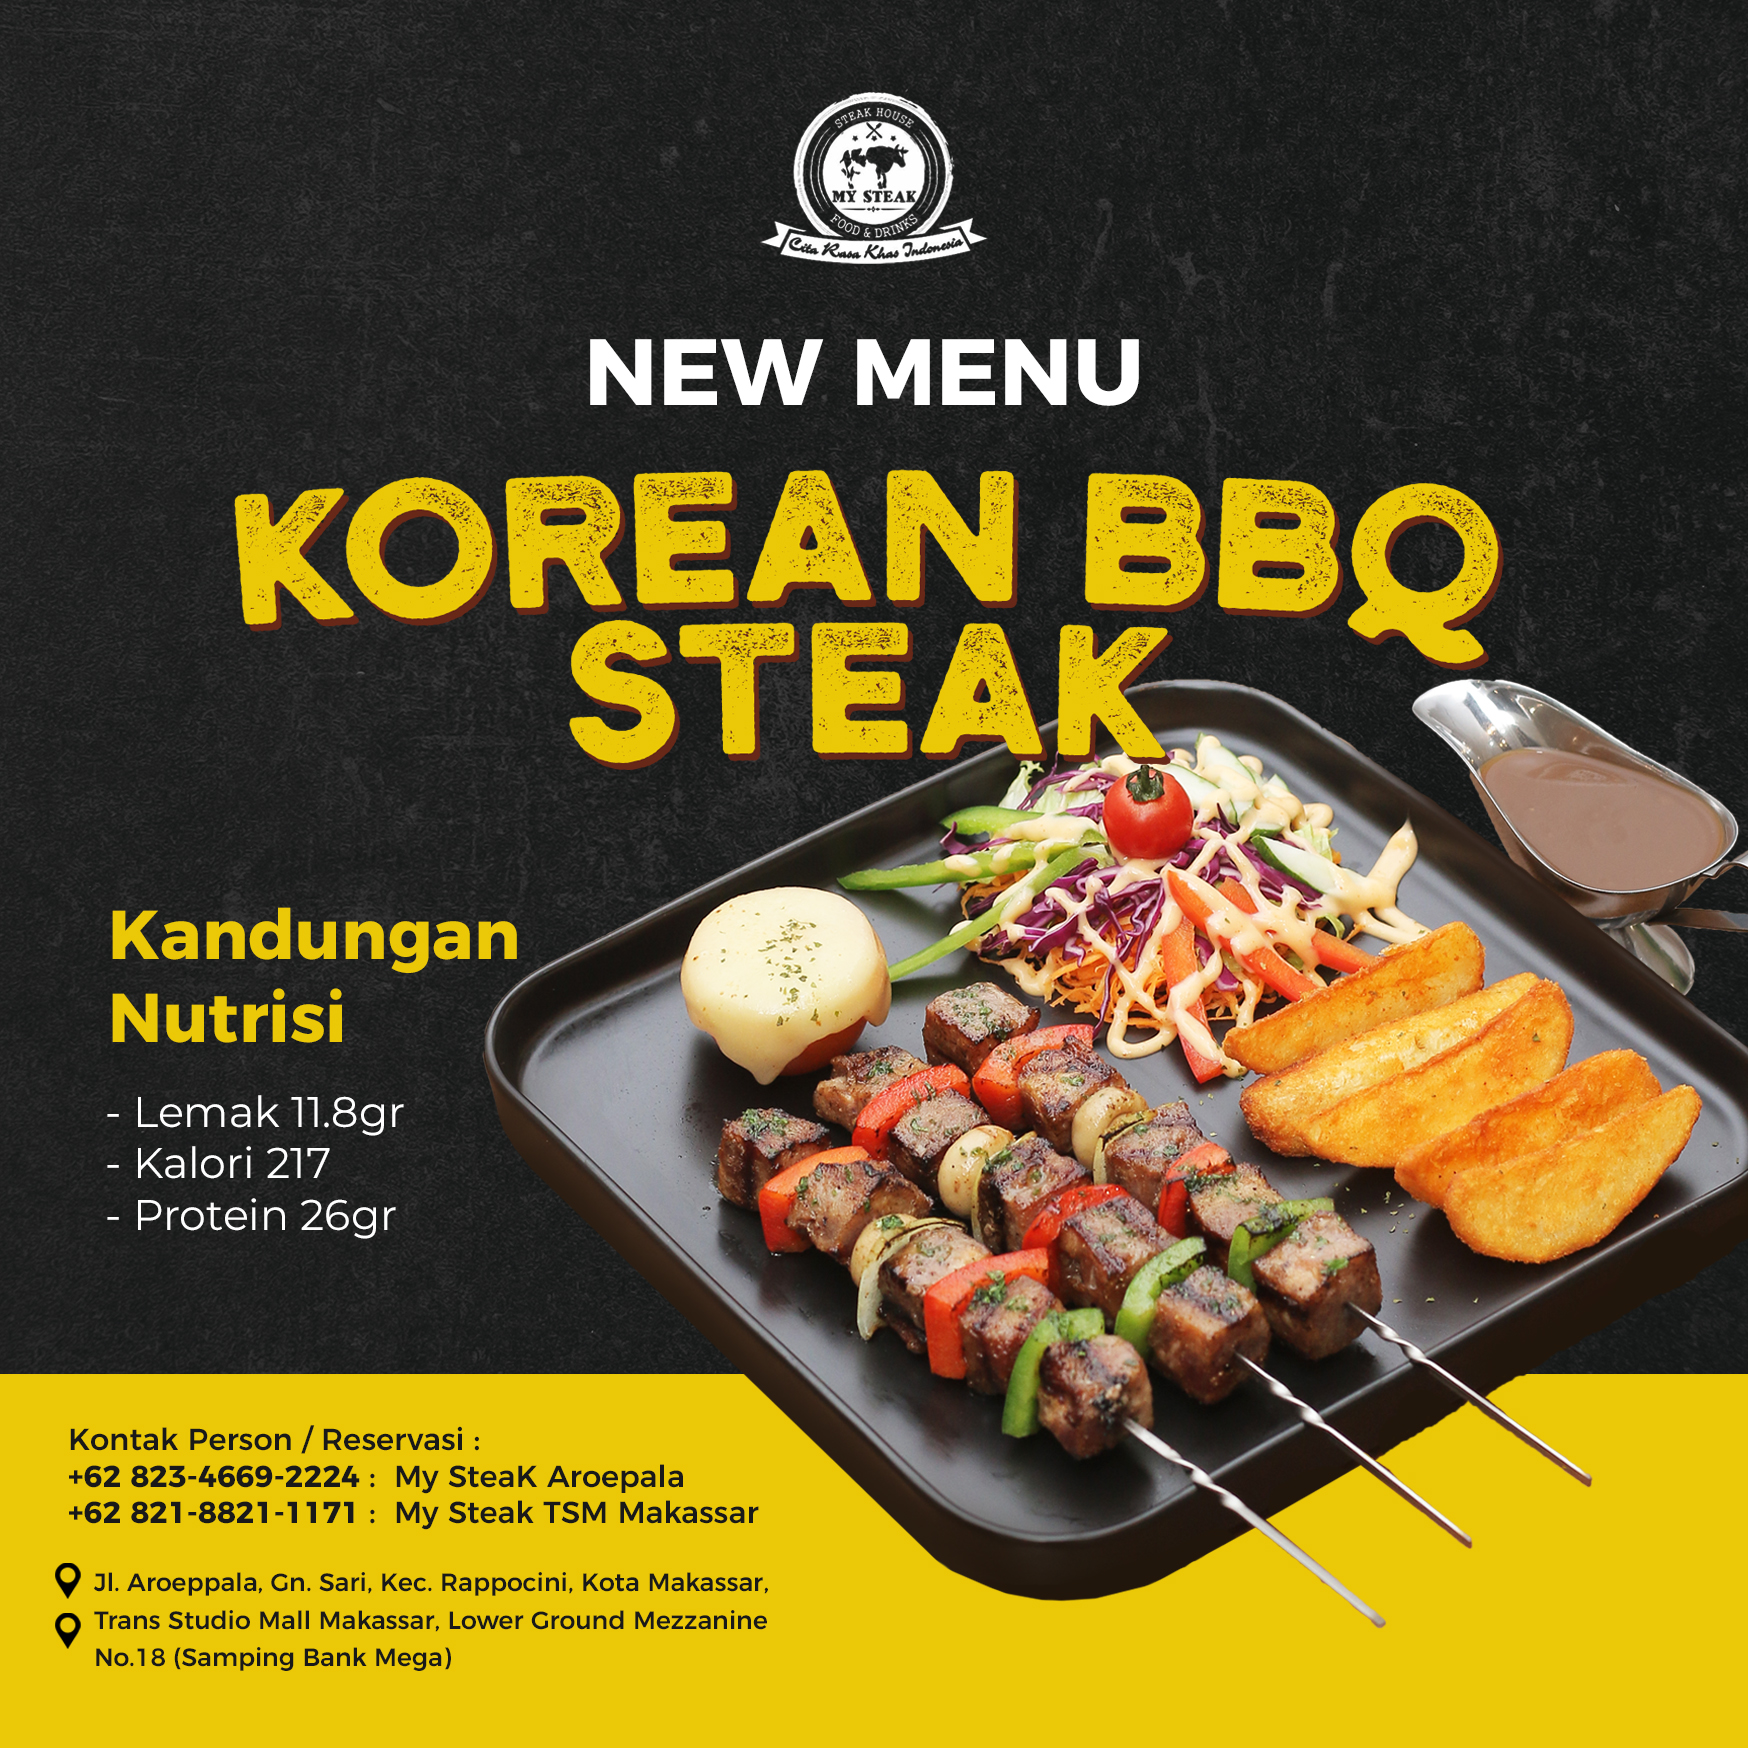 STEAK HOUSE
MY STEAK
FOOD & DRINKS
Cita Rasa Khas Indonesia
NEW MENU
KOREAN BBQ
STEAK
Kandungan
Nutrisi
- Lemak 11.8gr
- Kalori 217
- Protein 26gr
Kontak Person / Reservasi :
+62 823-4669-2224 : My SteaK Aroepala
+62 821-8821-1171 : My Steak TSM Makassar
Jl. Aroeppala, Gn. Sari, Kec. Rappocini, Kota Makassar,
Trans Studio Mall Makassar, Lower Ground Mezzanine
No.18 (Samping Bank Mega)